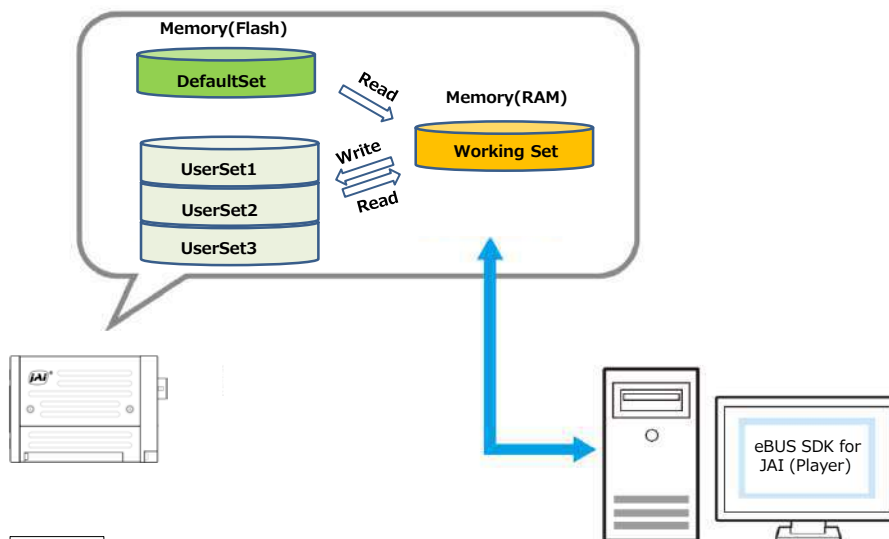 Memory(Flash)
DefaultSet
Read
Memory(RAM)
Working Set
Write
Read
UserSet1
UserSet2
UserSet3
JAI
eBUS SDK for
JAI (Player)